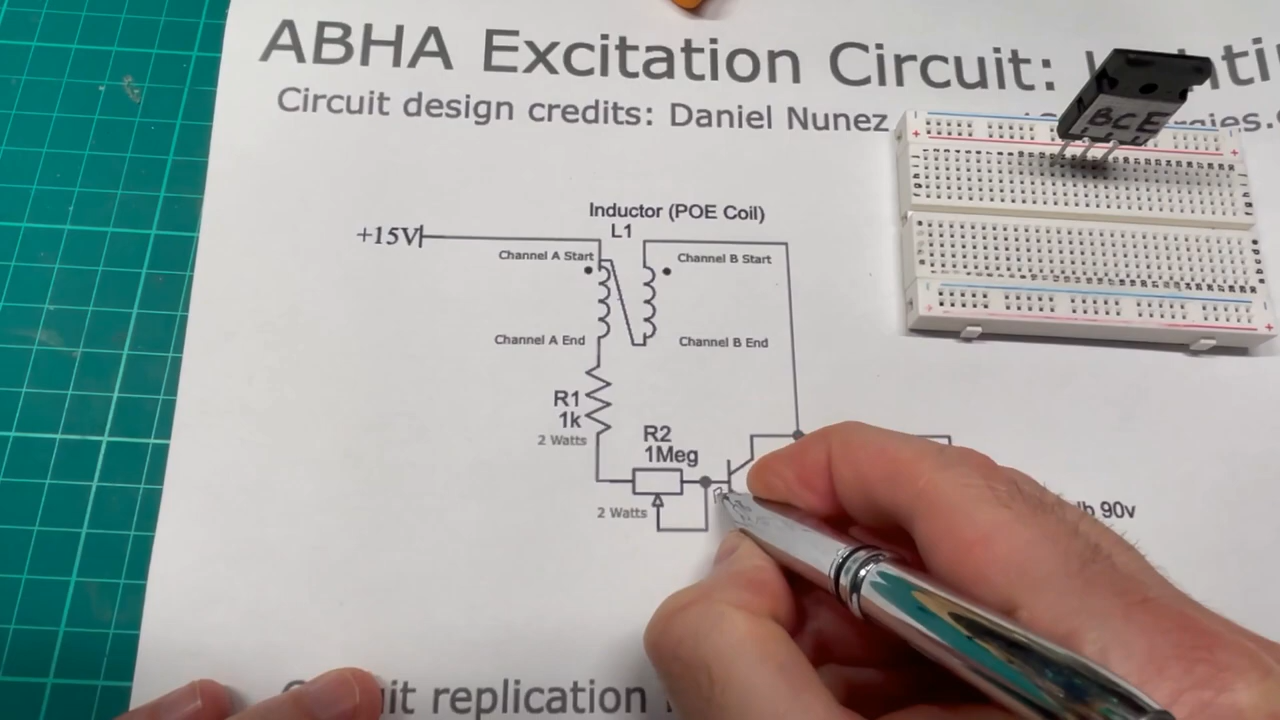 ABHA Excitation Circuit:
Circuit design credits: Daniel Nunez
BCE
Inductor (POE Coil)
L1
+15V
Channel A Start
Channel B Start
Channel A End
Channel B End
R1
1k
2 Watts
R2
1Meg
2 Watts
90v
replication